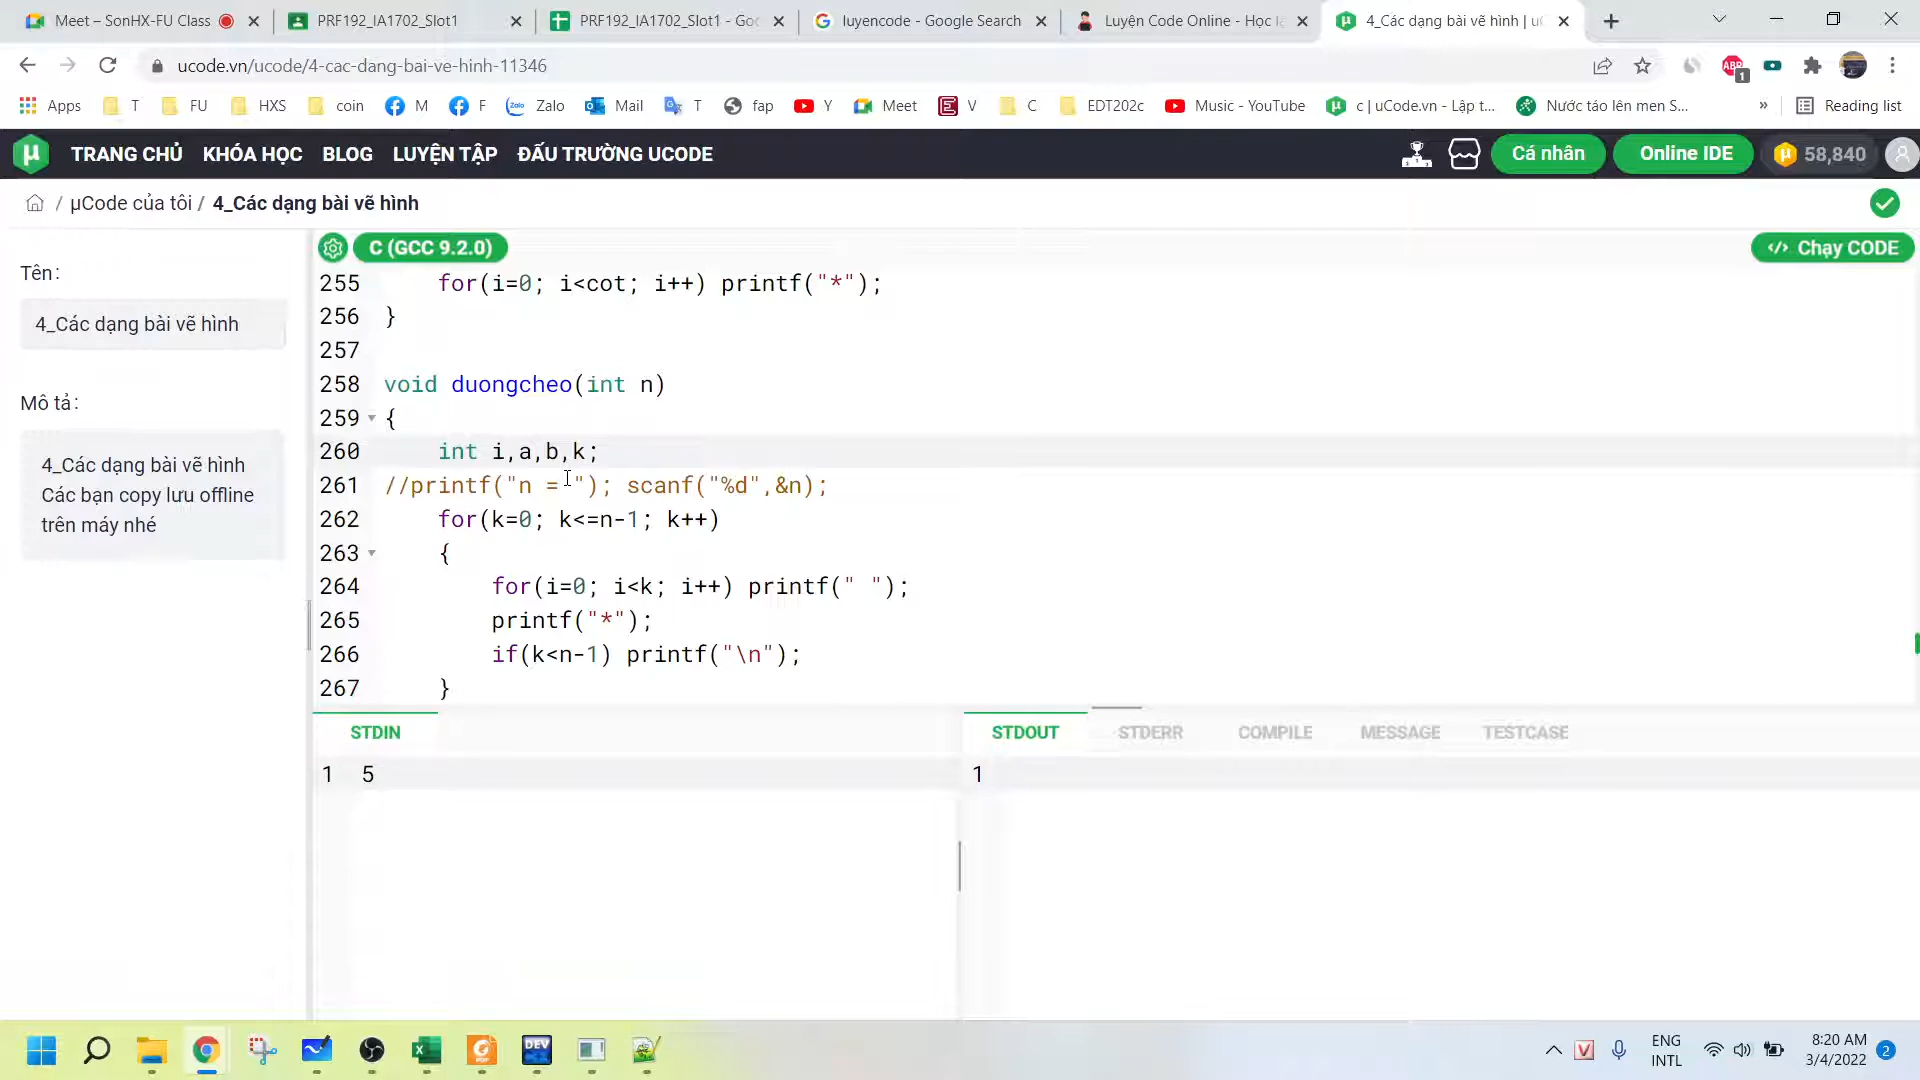 Meet – SonHX-FU Class
PRF192_IA1702_Slot1
PRF192_IA1702_Slot1 - Goo
luyencode - Google Search
Luyện Code Online - Học l
4_Các dạng bài vẽ hình | uC
ucode.vn/ucode/4-cac-dang-bai-ve-hinh-11346
ABP
1
Apps
T
FU
HXS
coin
M
F
Zalo
Mail
T
fap
Y
Meet
V
C
EDT202c
Music - YouTube
c | uCode.vn - Lập t...
Nước táo lên men S...
»
Reading list
µ
TRANG CHỦ
KHÓA HỌC
BLOG
LUYỆN TẬP
ĐẤU TRƯỜNG UCODE
Cá nhân
Online IDE
58,840
/ µCode của tôi / 4_Các dạng bài vẽ hình
Tên:
4_Các dạng bài vẽ hình
Mô tả:
4_Các dạng bài vẽ hình
Các bạn copy lưu offline
trên máy nhé
C (GCC 9.2.0)
</> Chạy CODE
255 for(i=0; i<cot; i++) printf("*");
256 }
257
258 void duongcheo(int n)
259 {
260 int i,a,b,k;
261 //printf("n = "); scanf("%d",&n);
262 for(k=0; k<=n-1; k++)
263 {
264 for(i=0; i<k; i++) printf(" ");
265 printf("*");
266 if(k<n-1) printf("\n");
267 }
STDIN
1 5
STDOUT
STDERR
COMPILE
MESSAGE
TESTCASE
1
DEV
V
ENG
INTL
8:20 AM
3/4/2022
2